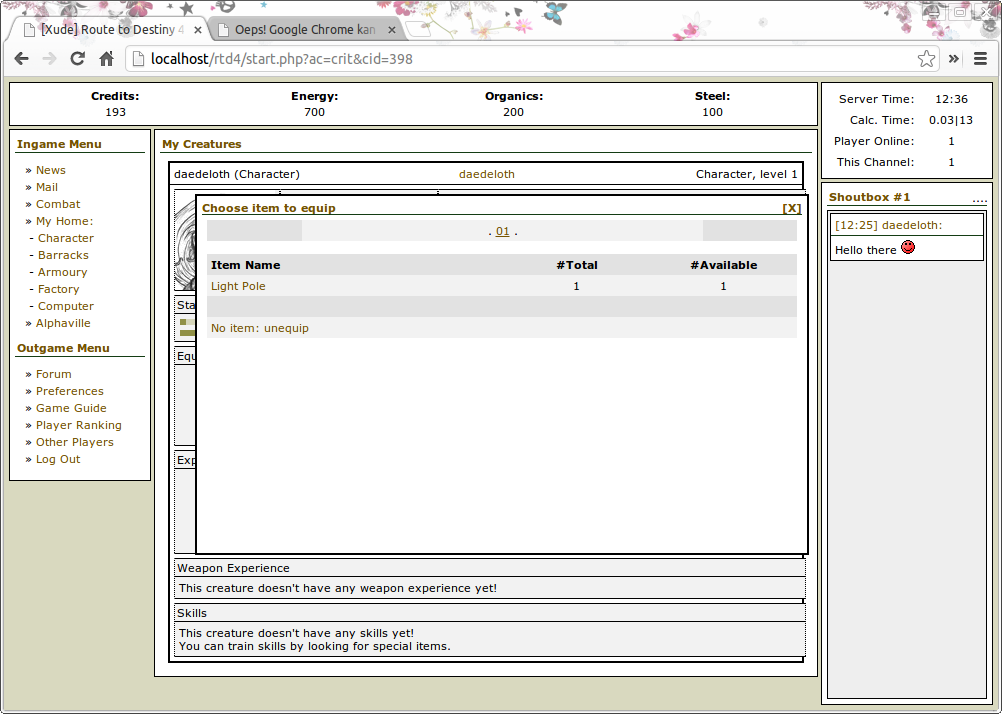 [Xude] Route to Destiny 4
Oeps! Google Chrome kan
localhost/rtd4/start.php?ac=crit&cid=398
Credits:
193
Energy:
700
Organics:
200
Steel:
100
Server Time: 12:36
Calc. Time: 0.03|13
Player Online: 1
This Channel: 1
Ingame Menu
» News
» Mail
» Combat
» My Home:
- Character
- Barracks
- Armoury
- Factory
- Computer
» Alphaville
Outgame Menu
» Forum
» Preferences
» Game Guide
» Player Ranking
» Other Players
» Log Out
My Creatures
daedeloth (Character) daedeloth Character, level 1
Choose item to equip [X]
. 01 .
Item Name #Total #Available
Light Pole 1 1
No item: unequip
Sta
Equ
Exp
Weapon Experience
This creature doesn't have any weapon experience yet!
Skills
This creature doesn't have any skills yet!
You can train skills by looking for special items.
Shoutbox #1 ....
[12:25] daedeloth:
Hello there